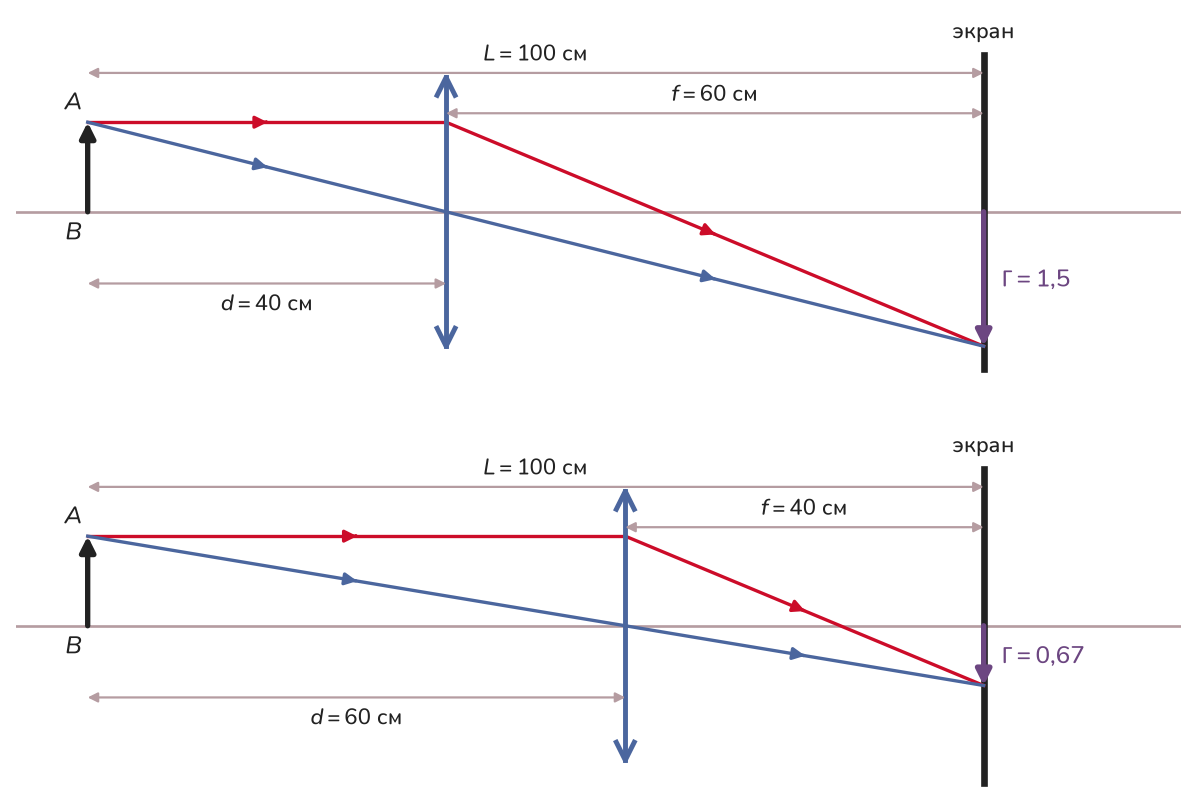 экран
L = 100 см
f = 60 см
A
B
Γ = 1,5
d = 40 см
экран
L = 100 см
f = 40 см
A
B
Γ = 0,67
d = 60 см